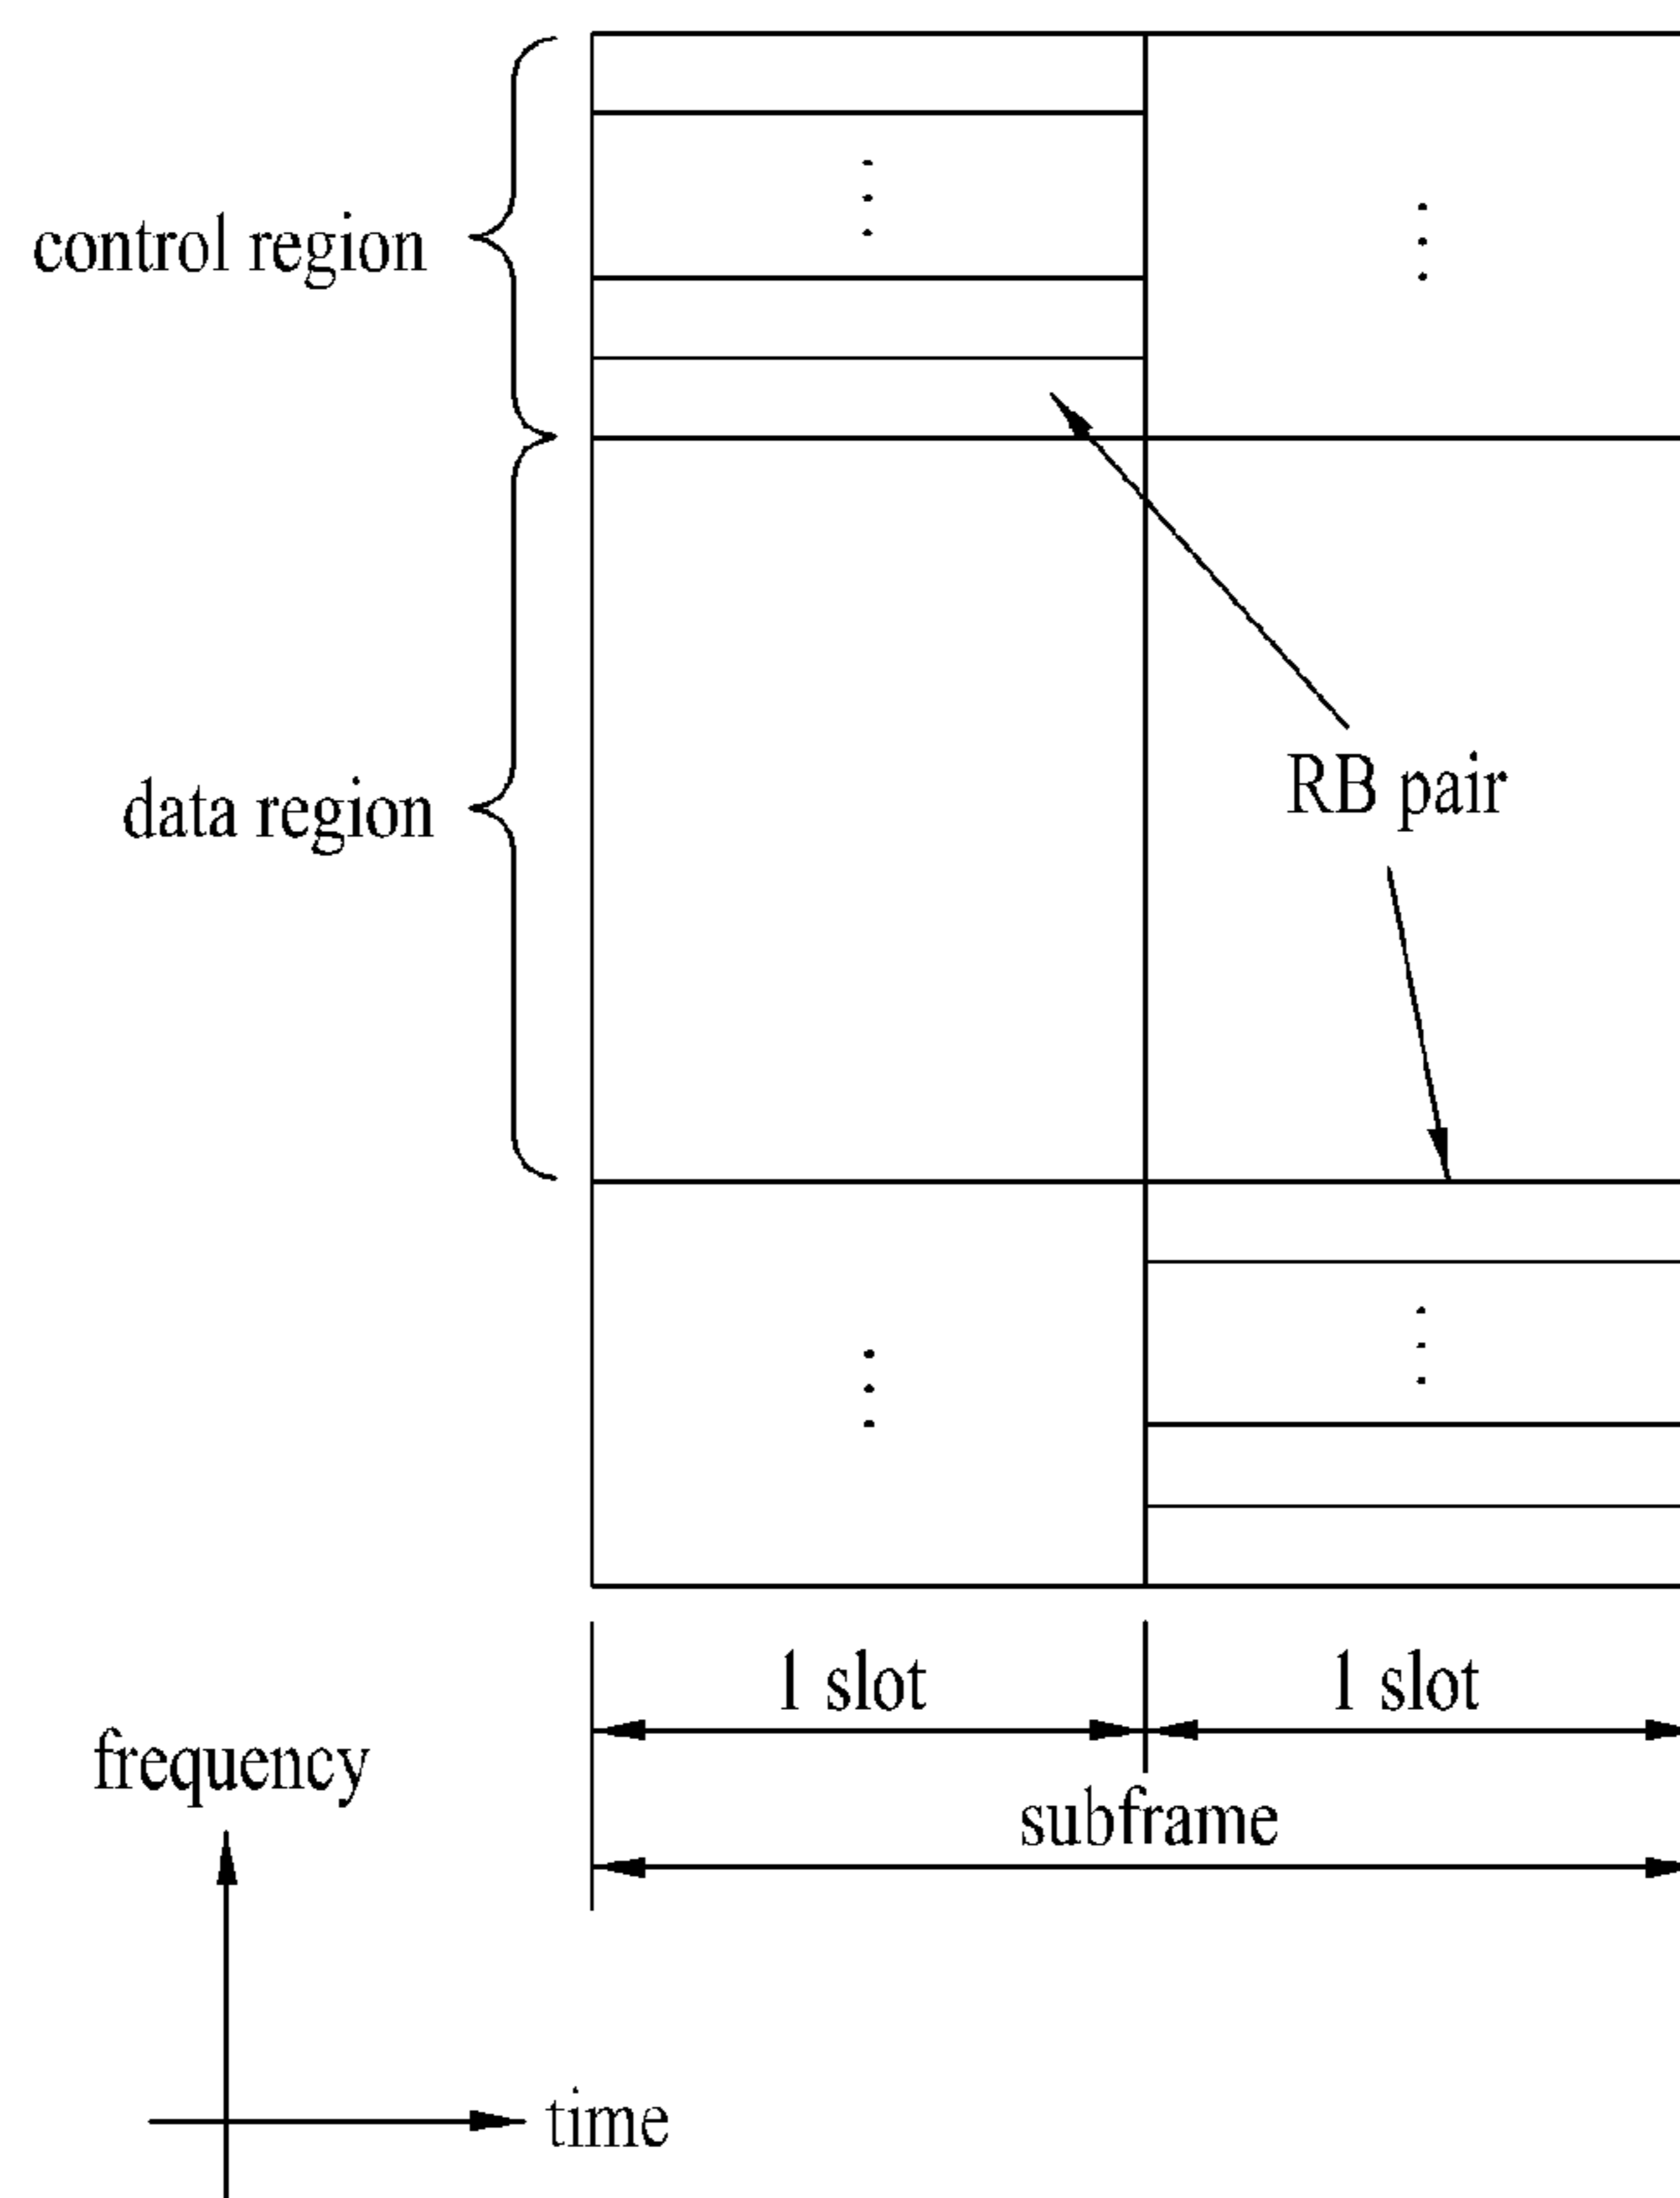 control region
data region
RB pair
1 slot
1 slot
subframe
frequency
time